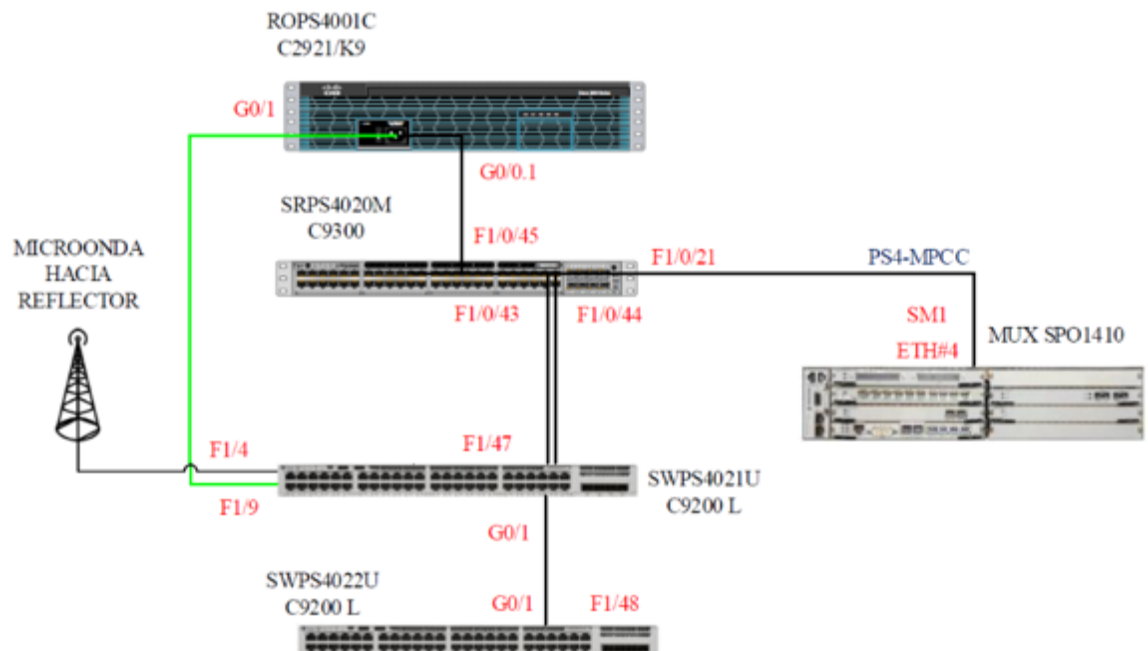 ROPS4001C
C2921/K9
G0/1
G0/0.1
SRPS4020M
C9300
F1/0/45
F1/0/21
PS4-MPCC
MICROONDA
HACIA
REFLECTOR
F1/0/43
F1/0/44
SM1
ETH#4
MUX SPO1410
F1/4
F1/47
SWPS4021U
C9200 L
F1/9
G0/1
SWPS4022U
C9200 L
G0/1
F1/48